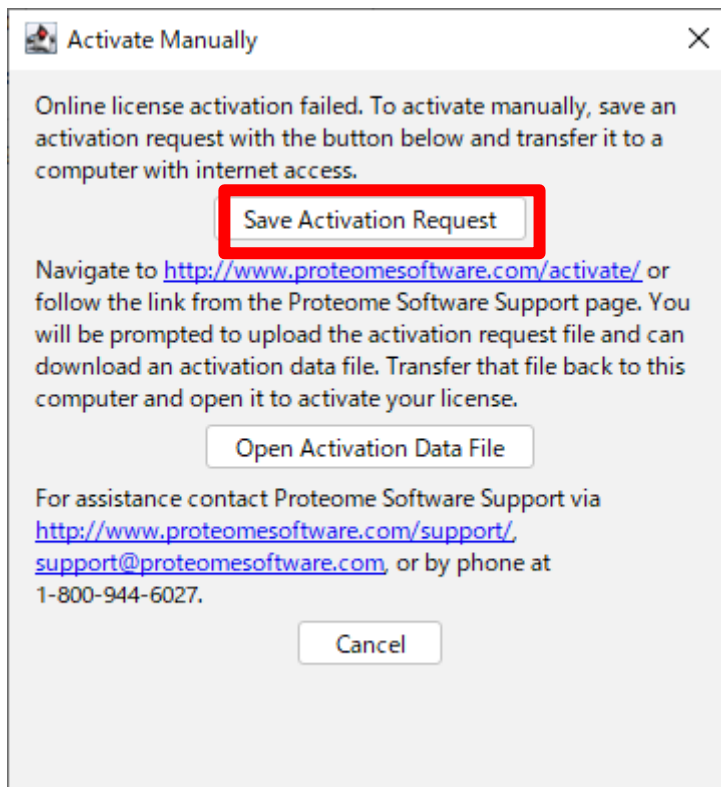 Activate Manually
Online license activation failed. To activate manually, save an
activation request with the button below and transfer it to a
computer with internet access.
Save Activation Request
Navigate to http://www.proteomesoftware.com/activate/ or
follow the link from the Proteome Software Support page. You
will be prompted to upload the activation request file and can
download an activation data file. Transfer that file back to this
computer and open it to activate your license.
Open Activation Data File
For assistance contact Proteome Software Support via
http://www.proteomesoftware.com/support/,
support@proteomesoftware.com, or by phone at
1-800-944-6027.
Cancel